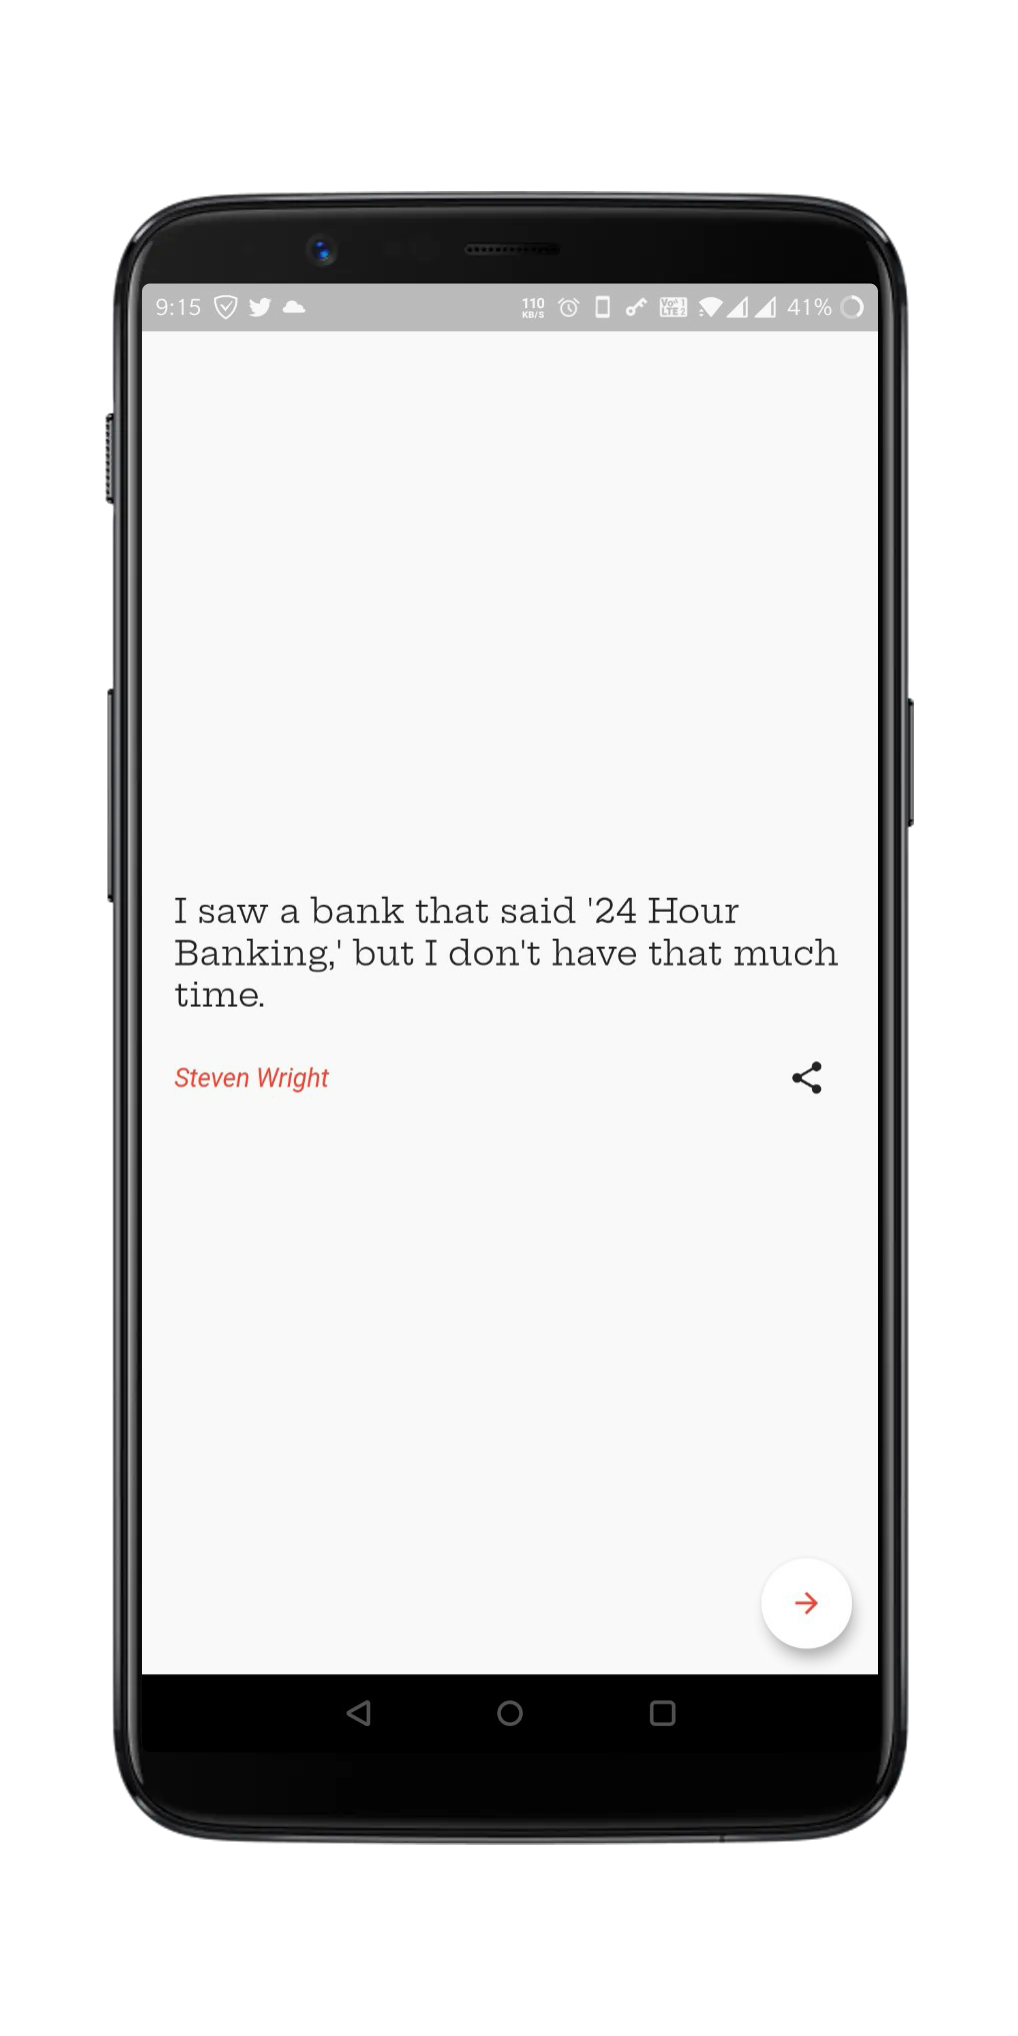 9:15 110 KB/S Vo 1 LTE 2 41%
I saw a bank that said '24 Hour
Banking,' but I don't have that much
time.
Steven Wright